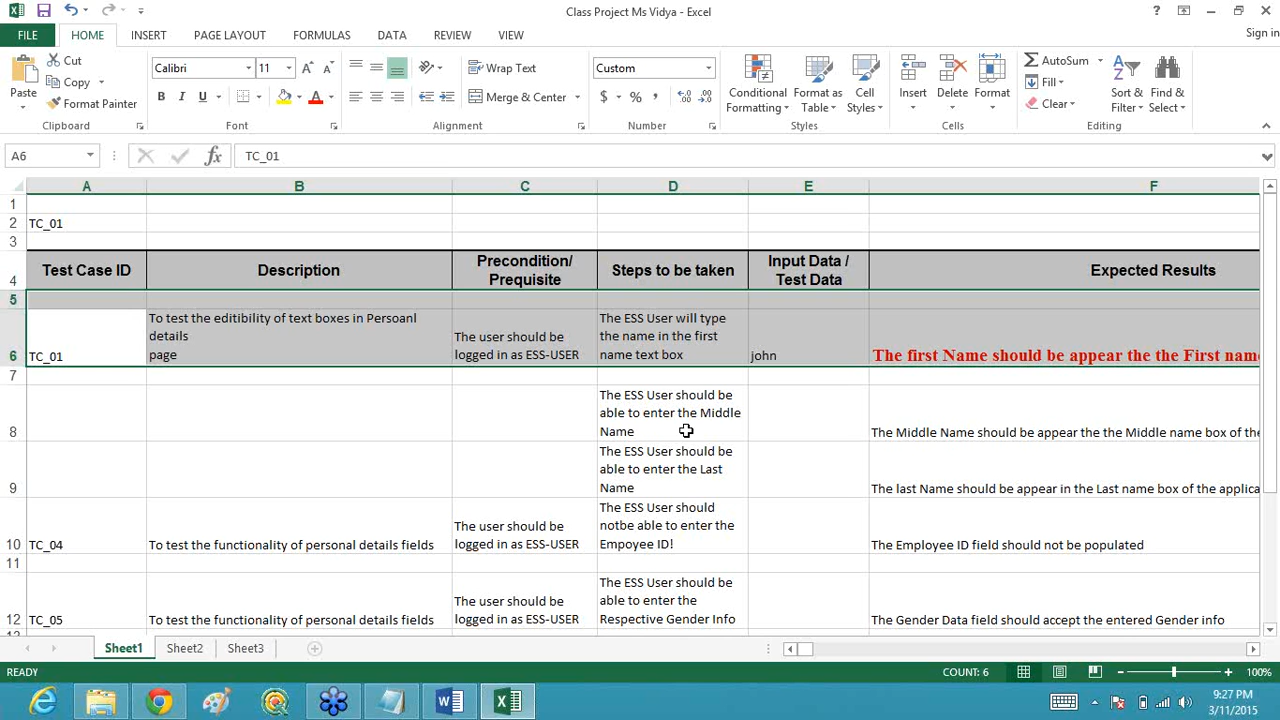 Class Project Ms Vidya - Excel
?
FILE HOME INSERT PAGE LAYOUT FORMULAS DATA REVIEW VIEW Sign in
Paste
Cut
Copy
Format Painter
Clipboard
Calibri 11
B I U
Font
Wrap Text
Merge & Center
Alignment
Custom
$ % ,
Number
Conditional Formatting
Format as Table
Cell Styles
Styles
Insert Delete Format
Cells
AutoSum
Fill
Clear
Sort & Filter
Find & Select
Editing
A6 fx TC_01
A B C D E F
1
2 TC_01
3
4 Test Case ID Description Precondition/ Prequisite Steps to be taken Input Data / Test Data Expected Results
5
To test the editibility of text boxes in Persoanl
details
page
The user should be
logged in as ESS-USER
The ESS User will type
the name in the first
name text box
6 TC_01 john The first Name should be appear the the First name
7
The ESS User should be
able to enter the Middle
Name
8 The Middle Name should be appear the the Middle name box of the
The ESS User should be
able to enter the Last
Name
9 The last Name should be appear in the Last name box of the applica
The user should be
logged in as ESS-USER
The ESS User should
notbe able to enter the
Empoyee ID!
10 TC_04 To test the functionality of personal details fields The Employee ID field should not be populated
11
The user should be
logged in as ESS-USER
The ESS User should be
able to enter the
Respective Gender Info
12 TC_05 To test the functionality of personal details fields The Gender Data field should accept the entered Gender info
Sheet1 Sheet2 Sheet3
READY COUNT: 6 100%
9:27 PM
3/11/2015